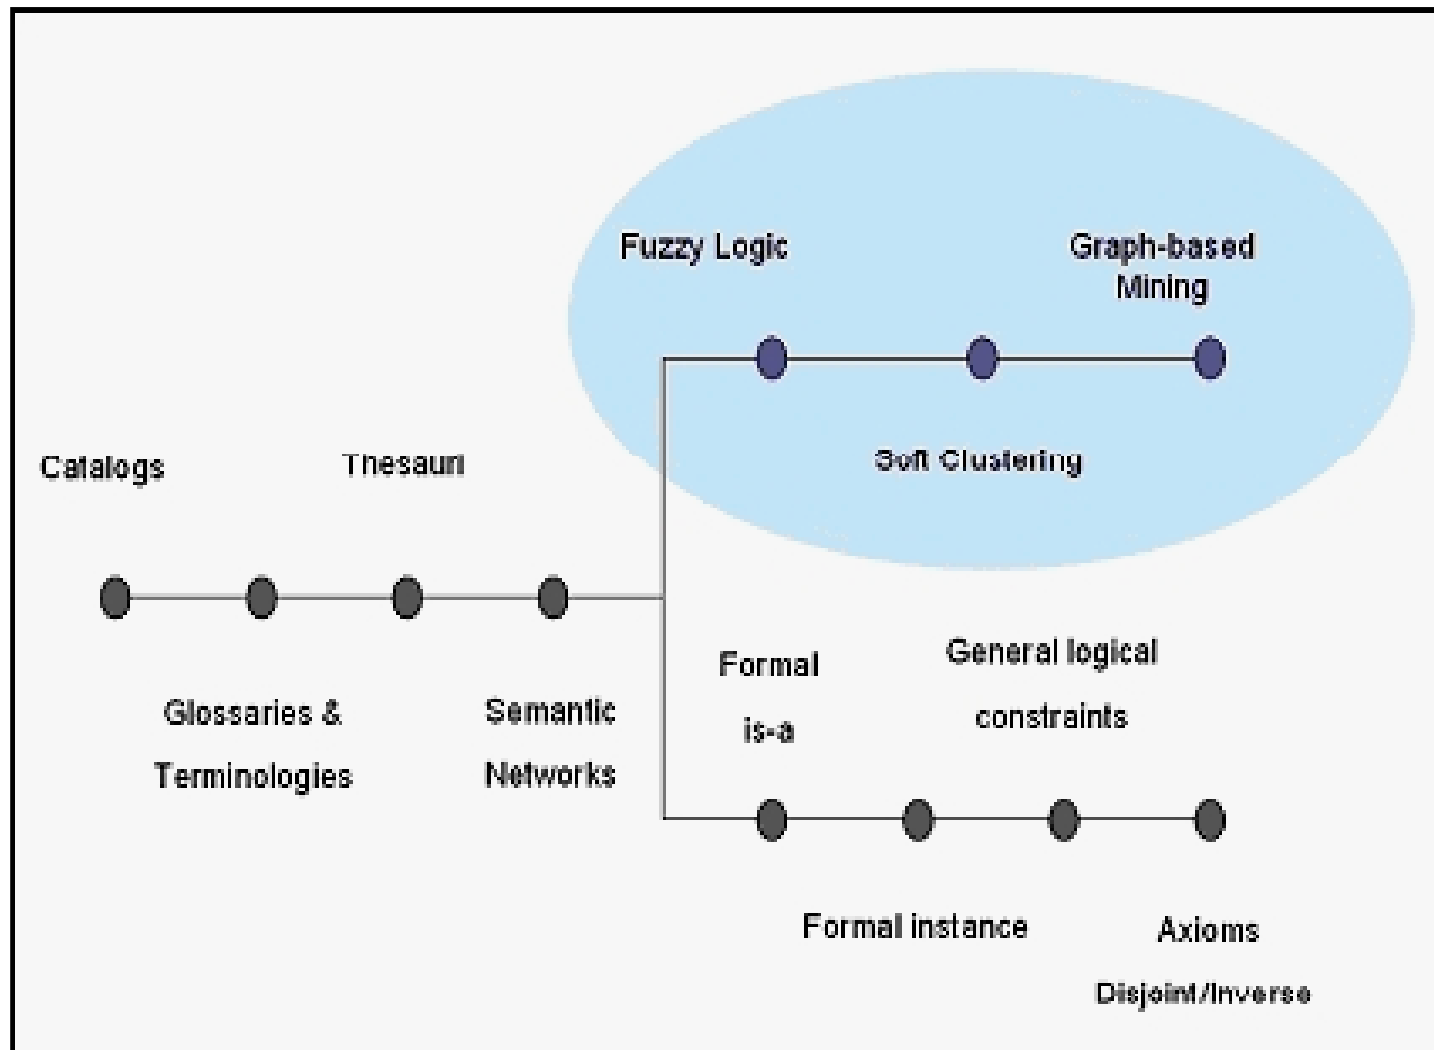 Fuzzy Logic
Graph-based
Mining
Catalogs
Thesauri
Soft Clustering
Glossaries &
Terminologies
Semantic
Networks
Formal
is-a
General logical
constraints
Formal instance
Axioms
Disjoint/Inverse